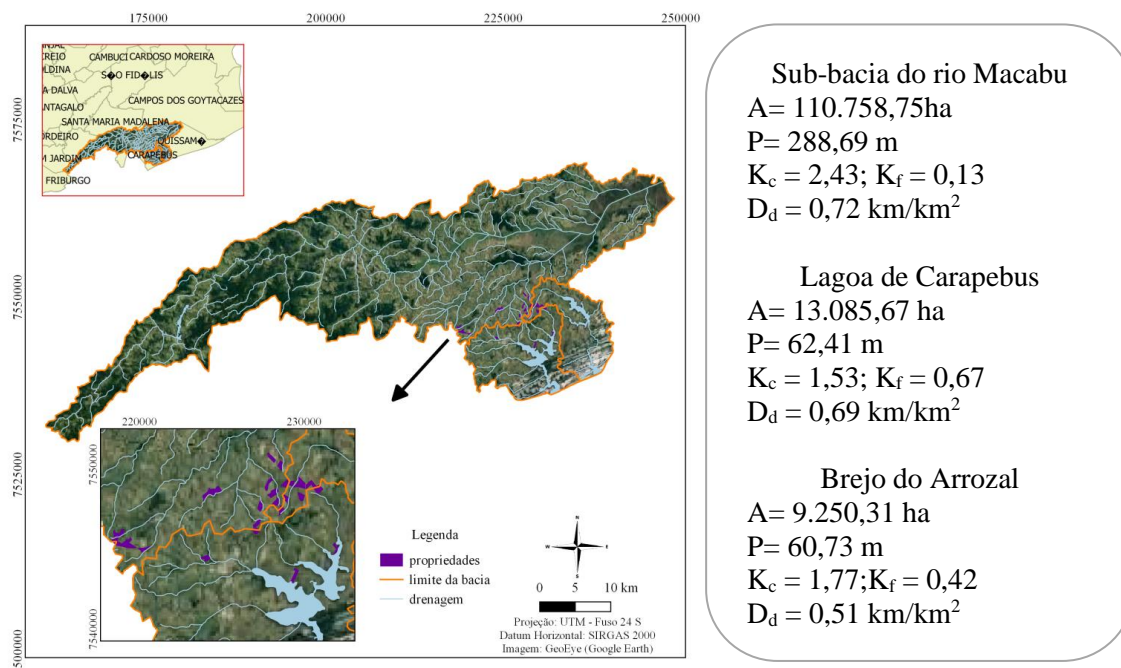 175000
200000
225000
250000
7575000
7550000
7525000
500000
CAMBUCI
CARDOSO MOREIRA
S�O FID�LIS
CAMPOS DOS GOYTACAZES
SANTA MARIA MADALENA
QUISSAM�
CARAPEBUS
M JARDIM
FRIBURGO
220000
230000
7550000
7540000
Legenda
propriedades
limite da bacia
drenagem
0 5 10 km
Projeção: UTM - Fuso 24 S
Datum Horizontal: SIRGAS 2000
Imagem: GeoEye (Google Earth)
Sub-bacia do rio Macabu
A= 110.758,75ha
P= 288,69 m
Kc = 2,43; Kf = 0,13
Dd = 0,72 km/km²
Lagoa de Carapebus
A= 13.085,67 ha
P= 62,41 m
Kc = 1,53; Kf = 0,67
Dd = 0,69 km/km²
Brejo do Arrozal
A= 9.250,31 ha
P= 60,73 m
Kc = 1,77;Kf = 0,42
Dd = 0,51 km/km²